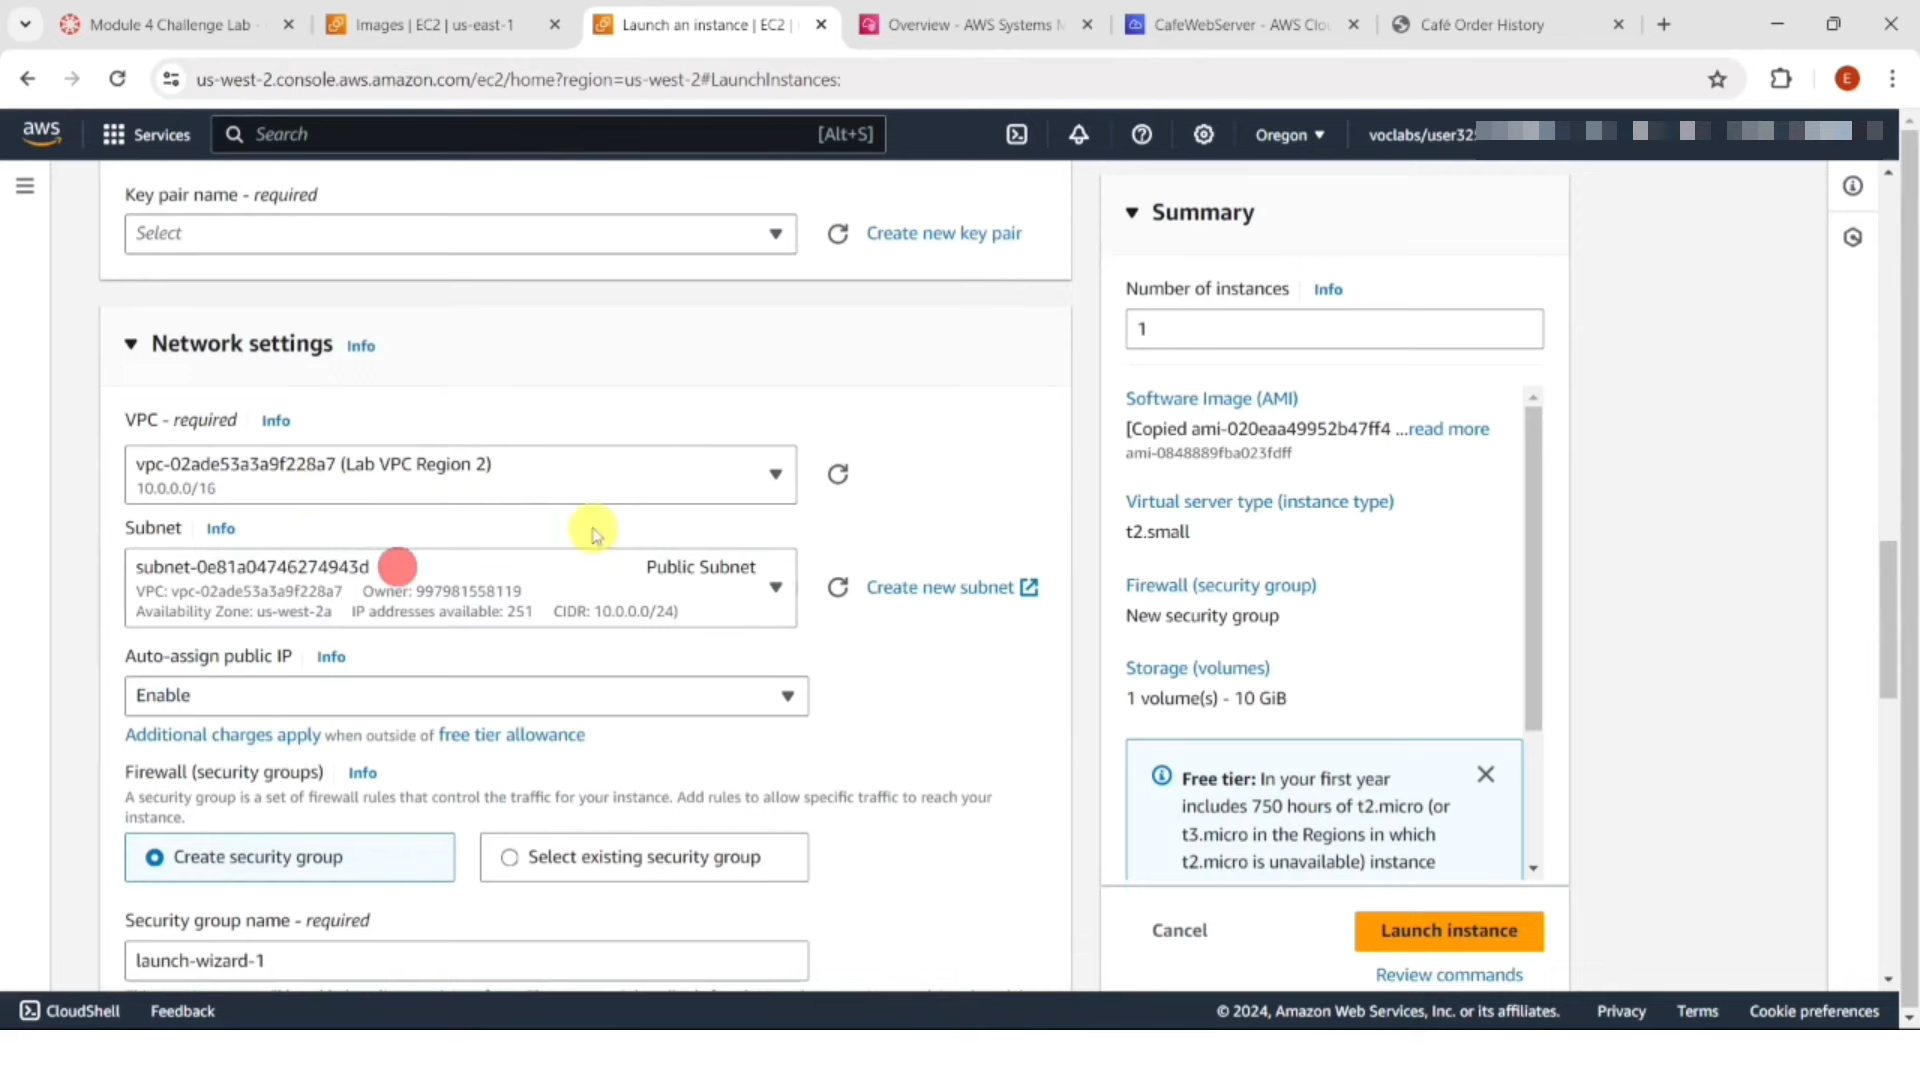 Module 4 Challenge Lab -
Images | EC2 | us-east-1
Launch an instance | EC2 |
Overview - AWS Systems M
CafeWebServer - AWS Clou
Café Order History
us-west-2.console.aws.amazon.com/ec2/home?region=us-west-2#LaunchInstances:
E
aws
Services
Search
[Alt+S]
Oregon
voclabs/user32
Key pair name - required
Select
Create new key pair
Network settings Info
VPC - required Info
vpc-02ade53a3a9f228a7 (Lab VPC Region 2)
10.0.0.0/16
Subnet Info
subnet-0e81a04746274943d Public Subnet
VPC: vpc-02ade53a3a9f228a7 Owner: 997981558119
Availability Zone: us-west-2a IP addresses available: 251 CIDR: 10.0.0.0/24)
Create new subnet
Auto-assign public IP Info
Enable
Additional charges apply when outside of free tier allowance
Firewall (security groups) Info
A security group is a set of firewall rules that control the traffic for your instance. Add rules to allow specific traffic to reach your
instance.
Create security group
Select existing security group
Security group name - required
launch-wizard-1
Summary
Number of instances Info
1
Software Image (AMI)
[Copied ami-020eaa49952b47ff4 ...read more
ami-0848889fba023fdff
Virtual server type (instance type)
t2.small
Firewall (security group)
New security group
Storage (volumes)
1 volume(s) - 10 GiB
Free tier: In your first year
includes 750 hours of t2.micro (or
t3.micro in the Regions in which
t2.micro is unavailable) instance
Cancel
Launch instance
Review commands
CloudShell
Feedback
© 2024, Amazon Web Services, Inc. or its affiliates.
Privacy
Terms
Cookie preferences